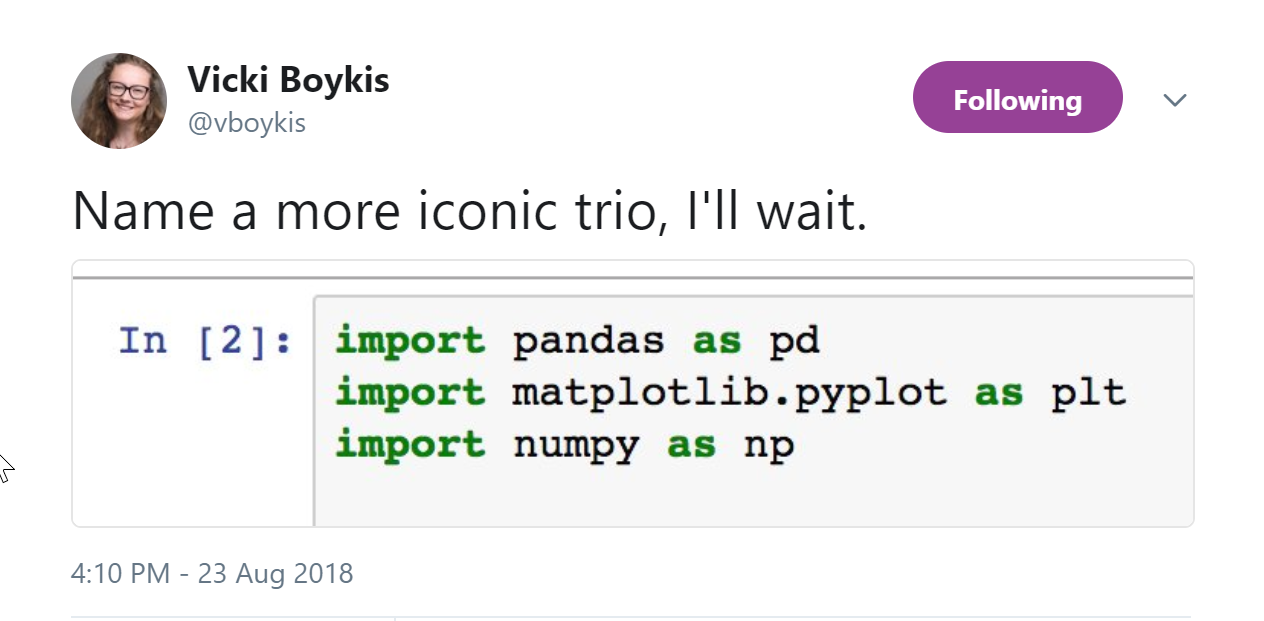 Vicki Boykis
@vboykis
Following
Name a more iconic trio, I'll wait.
In [2]: import pandas as pd
import matplotlib.pyplot as plt
import numpy as np
4:10 PM - 23 Aug 2018